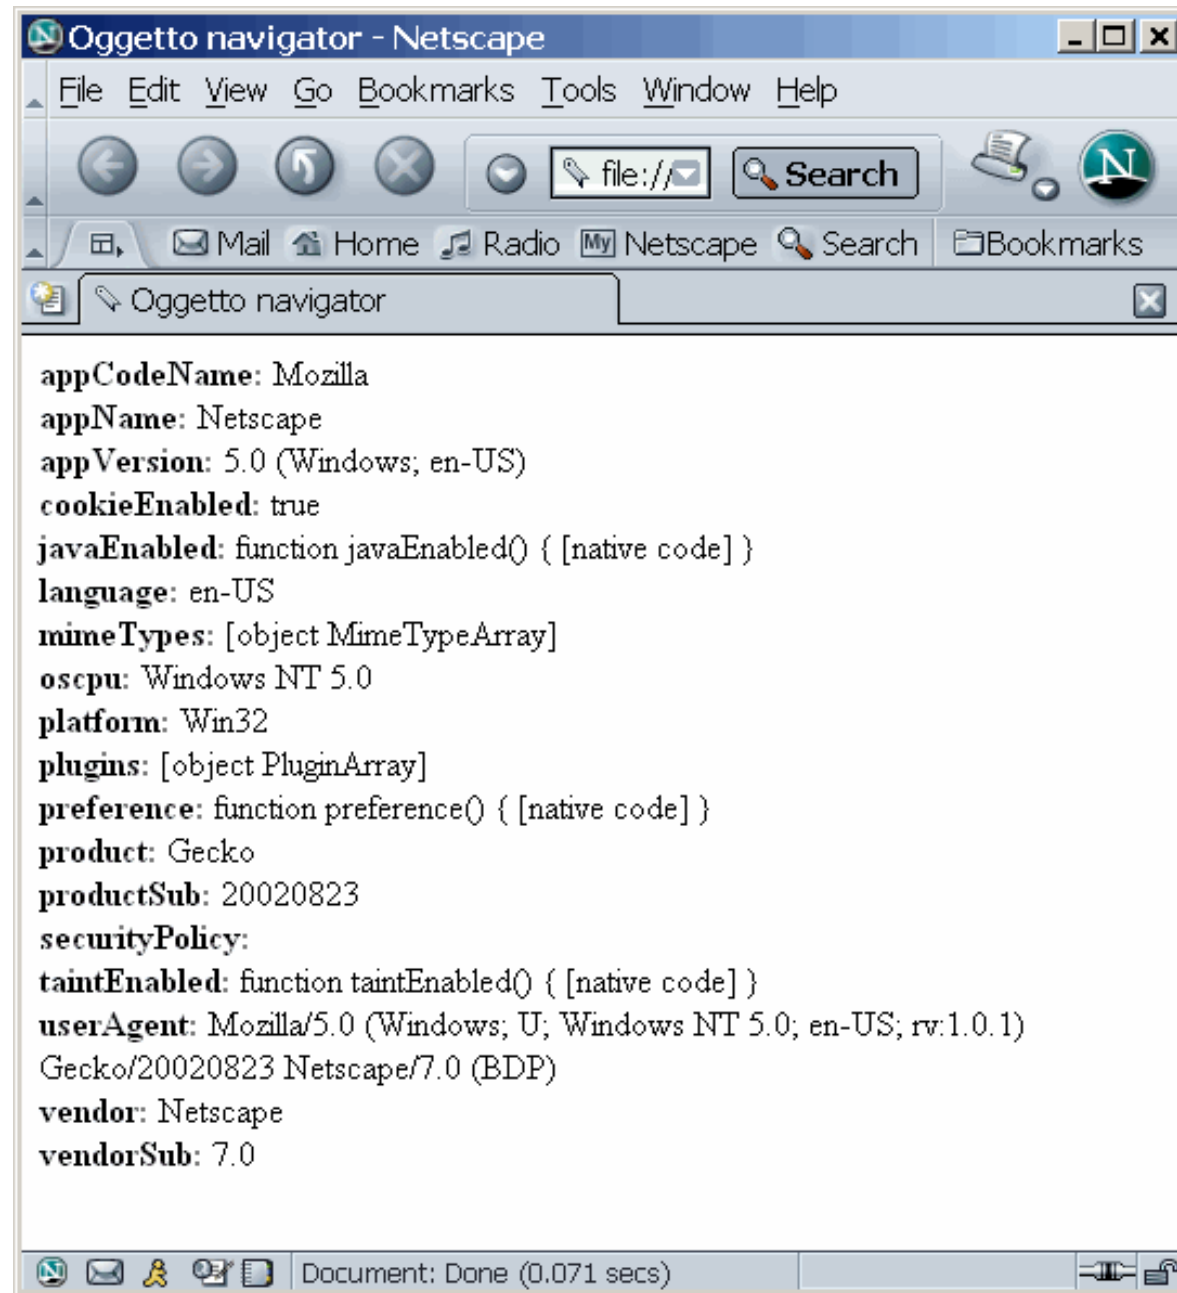 Oggetto navigator - Netscape
File Edit View Go Bookmarks Tools Window Help
file:// Search N
Mail Home Radio My Netscape Search Bookmarks
Oggetto navigator
appCodeName: Mozilla
appName: Netscape
appVersion: 5.0 (Windows; en-US)
cookieEnabled: true
javaEnabled: function javaEnabled() { [native code] }
language: en-US
mimeTypes: [object MimeTypeArray]
oscpu: Windows NT 5.0
platform: Win32
plugins: [object PluginArray]
preference: function preference() { [native code] }
product: Gecko
productSub: 20020823
securityPolicy:
taintEnabled: function taintEnabled() { [native code] }
userAgent: Mozilla/5.0 (Windows; U; Windows NT 5.0; en-US; rv:1.0.1)
Gecko/20020823 Netscape/7.0 (BDP)
vendor: Netscape
vendorSub: 7.0
Document: Done (0.071 secs)